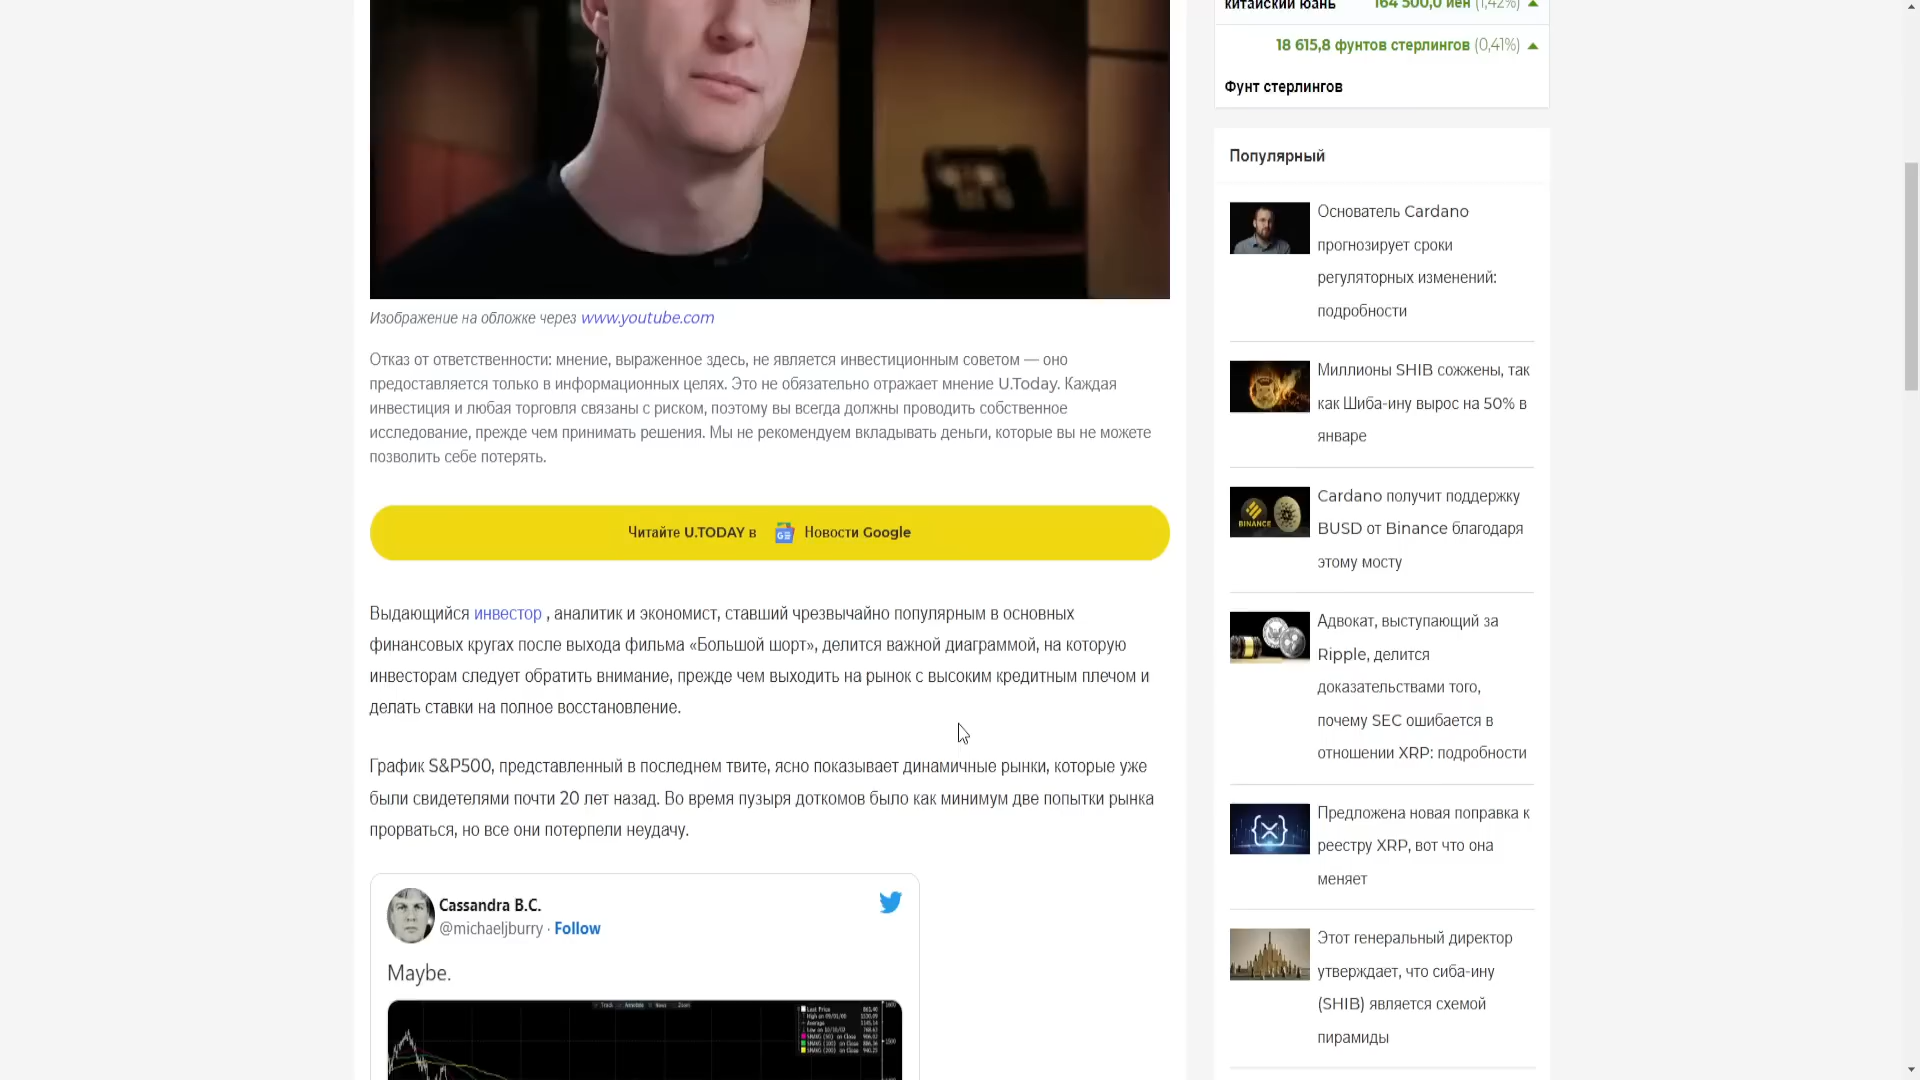 китайский юань 164 500,0 йен (1,42%)
18 615,8 фунтов стерлингов (0,41%)
Фунт стерлингов
Изображение на обложке через www.youtube.com
Отказ от ответственности: мнение, выраженное здесь, не является инвестиционным советом — оно
предоставляется только в информационных целях. Это не обязательно отражает мнение U.Today. Каждая
инвестиция и любая торговля связаны с риском, поэтому вы всегда должны проводить собственное
исследование, прежде чем принимать решения. Мы не рекомендуем вкладывать деньги, которые вы не можете
позволить себе потерять.
Читайте U.TODAY в Новости Google
Выдающийся инвестор , аналитик и экономист, ставший чрезвычайно популярным в основных
финансовых кругах после выхода фильма «Большой шорт», делится важной диаграммой, на которую
инвесторам следует обратить внимание, прежде чем выходить на рынок с высоким кредитным плечом и
делать ставки на полное восстановление.
График S&P500, представленный в последнем твите, ясно показывает динамичные рынки, которые уже
были свидетелями почти 20 лет назад. Во время пузыря доткомов было как минимум две попытки рынка
прорваться, но все они потерпели неудачу.
Cassandra B.C.
@michaeljburry · Follow
Maybe.
Популярный
Основатель Cardano
прогнозирует сроки
регуляторных изменений:
подробности
Миллионы SHIB сожжены, так
как Шиба-ину вырос на 50% в
январе
BINANCE
Cardano получит поддержку
BUSD от Binance благодаря
этому мосту
Адвокат, выступающий за
Ripple, делится
доказательствами того,
почему SEC ошибается в
отношении XRP: подробности
Предложена новая поправка к
реестру XRP, вот что она
меняет
Этот генеральный директор
утверждает, что сиба-ину
(SHIB) является схемой
пирамиды